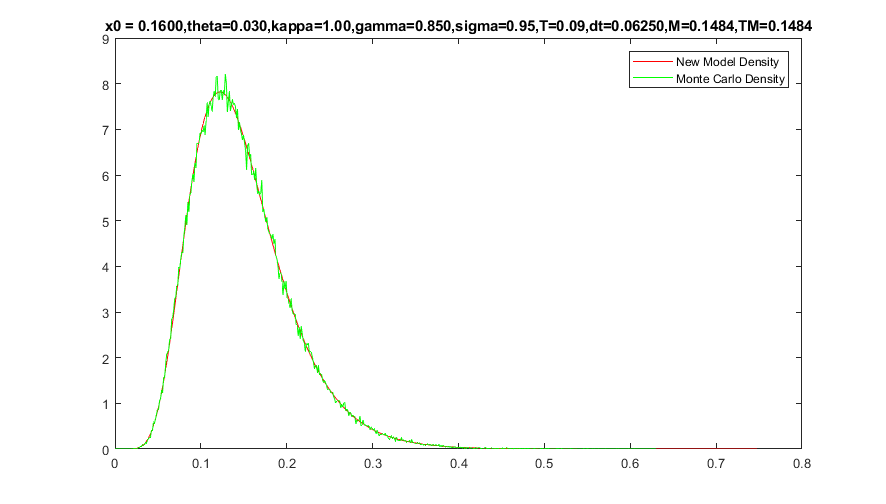 x0 = 0.1600,theta=0.030,kappa=1.00,gamma=0.850,sigma=0.95,T=0.09,dt=0.06250,M=0.1484,TM=0.1484
9
8
7
6
5
4
3
2
1
0
New Model Density
Monte Carlo Density
0 0.1 0.2 0.3 0.4 0.5 0.6 0.7 0.8